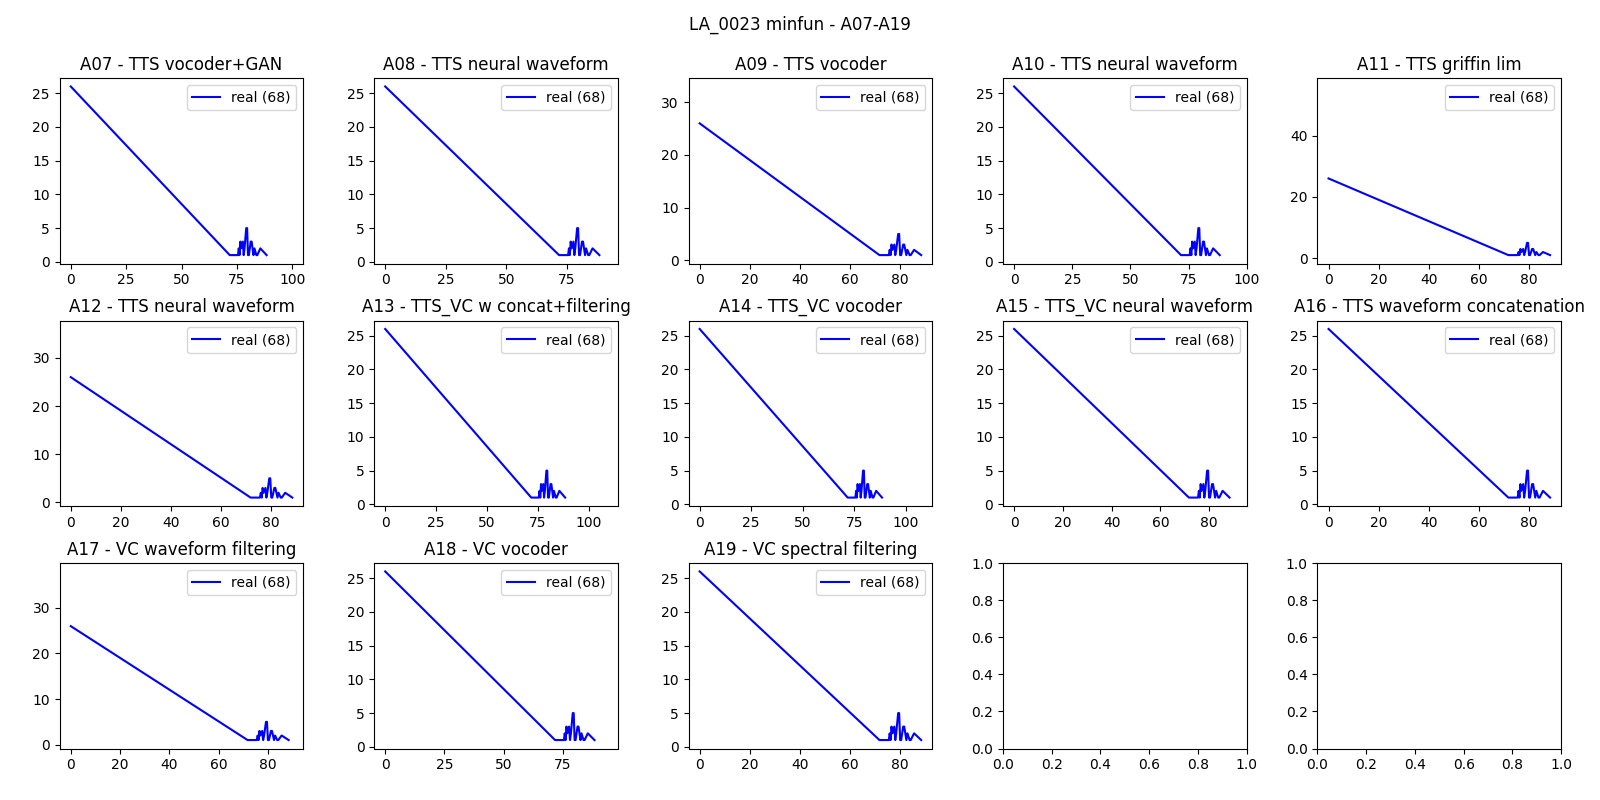 LA_0023 minfun - A07-A19
A07 - TTS vocoder+GAN
A08 - TTS neural waveform
A09 - TTS vocoder
A10 - TTS neural waveform
A11 - TTS griffin lim
real (68)
real (68)
real (68)
real (68)
real (68)
25
20
15
10
5
0
0 25 50 75 100
25
20
15
10
5
0
0 25 50 75
30
20
10
0
0 20 40 60 80
25
20
15
10
5
0
0 25 50 75 100
40
20
0
0 20 40 60 80
A12 - TTS neural waveform
A13 - TTS_VC w concat+filtering
A14 - TTS_VC vocoder
A15 - TTS_VC neural waveform
A16 - TTS waveform concatenation
real (68)
real (68)
real (68)
real (68)
real (68)
30
20
10
0
0 20 40 60 80
25
20
15
10
5
0
0 25 50 75 100
25
20
15
10
5
0
0 25 50 75 100
25
20
15
10
5
0
0 20 40 60 80
25
20
15
10
5
0
0 20 40 60 80
A17 - VC waveform filtering
A18 - VC vocoder
A19 - VC spectral filtering
real (68)
real (68)
real (68)
30
20
10
0
0 20 40 60 80
25
20
15
10
5
0
0 25 50 75
25
20
15
10
5
0
0 20 40 60 80
1.0
0.8
0.6
0.4
0.2
0.0
0.0 0.2 0.4 0.6 0.8 1.0
1.0
0.8
0.6
0.4
0.2
0.0
0.0 0.2 0.4 0.6 0.8 1.0